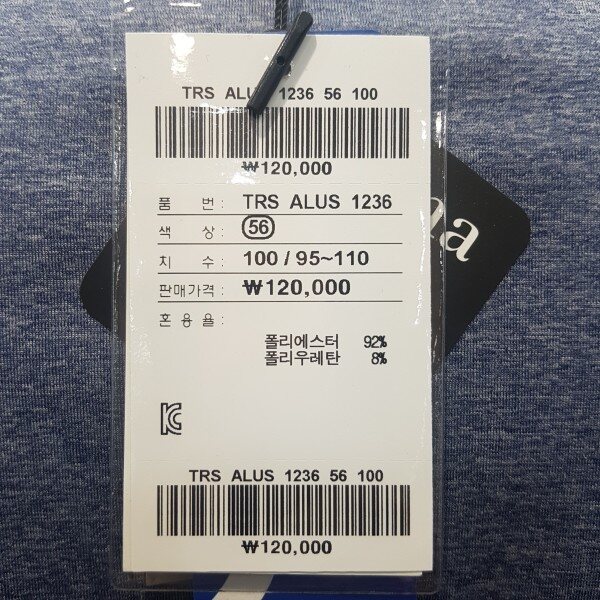 TRS ALUS 1236 56 100
₩120,000
품 번 : TRS ALUS 1236
색 상 : 56
치 수 : 100 / 95~110
판매가격 : ₩120,000
혼 용 율 :
폴리에스터 92%
폴리우레탄 8%
KC
TRS ALUS 1236 56 100
₩120,000